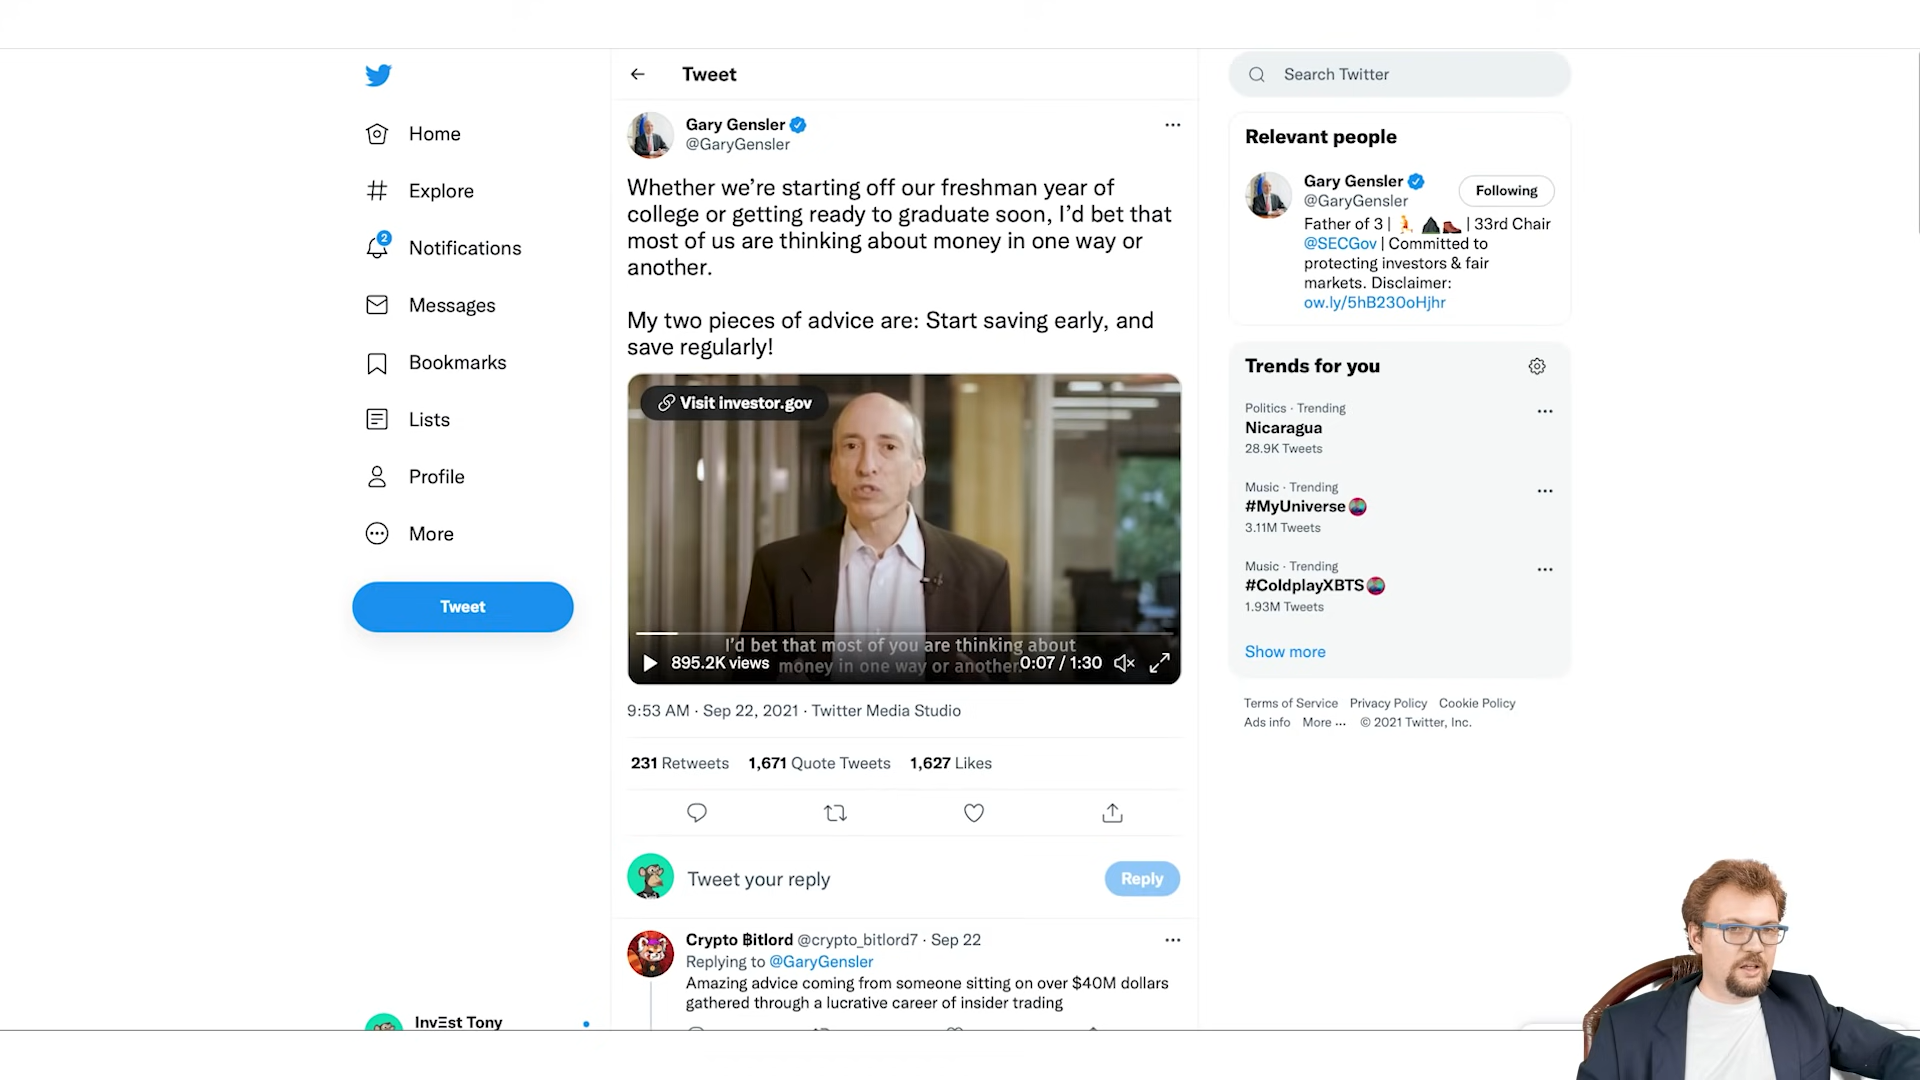 Home
Explore
2
Notifications
Messages
Bookmarks
Lists
Profile
More
Tweet
InvΞst Tony
Tweet
Gary Gensler
@GaryGensler
Whether we’re starting off our freshman year of
college or getting ready to graduate soon, I’d bet that
most of us are thinking about money in one way or
another.
My two pieces of advice are: Start saving early, and
save regularly!
Visit investor.gov
I’d bet that most of you are thinking about
money in one way or another.
895.2K views
0:07 / 1:30
9:53 AM · Sep 22, 2021 · Twitter Media Studio
231 Retweets 1,671 Quote Tweets 1,627 Likes
Tweet your reply
Reply
Crypto ₿itlord @crypto_bitlord7 · Sep 22
Replying to @GaryGensler
Amazing advice coming from someone sitting on over $40M dollars
gathered through a lucrative career of insider trading
Search Twitter
Relevant people
Gary Gensler
@GaryGensler
Following
Father of 3 | | 33rd Chair
@SECGov | Committed to
protecting investors & fair
markets. Disclaimer:
ow.ly/5hB230oHjhr
Trends for you
Politics · Trending
Nicaragua
28.9K Tweets
Music · Trending
#MyUniverse
3.11M Tweets
Music · Trending
#ColdplayXBTS
1.93M Tweets
Show more
Terms of Service Privacy Policy Cookie Policy
Ads info More ··· © 2021 Twitter, Inc.